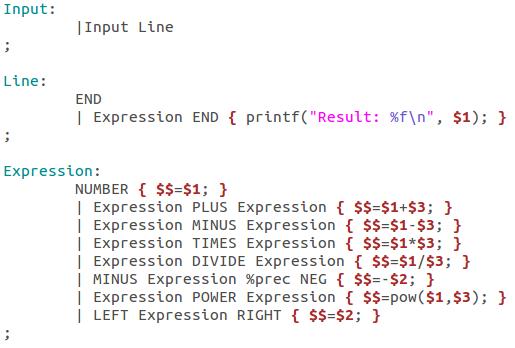 Input:
|Input Line
;
Line:
END
| Expression END { printf("Result: %f\n", $1); }
;
Expression:
NUMBER { $$=$1; }
| Expression PLUS Expression { $$=$1+$3; }
| Expression MINUS Expression { $$=$1-$3; }
| Expression TIMES Expression { $$=$1*$3; }
| Expression DIVIDE Expression { $$=$1/$3; }
| MINUS Expression %prec NEG { $$=-$2; }
| Expression POWER Expression { $$=pow($1,$3); }
| LEFT Expression RIGHT { $$=$2; }
;